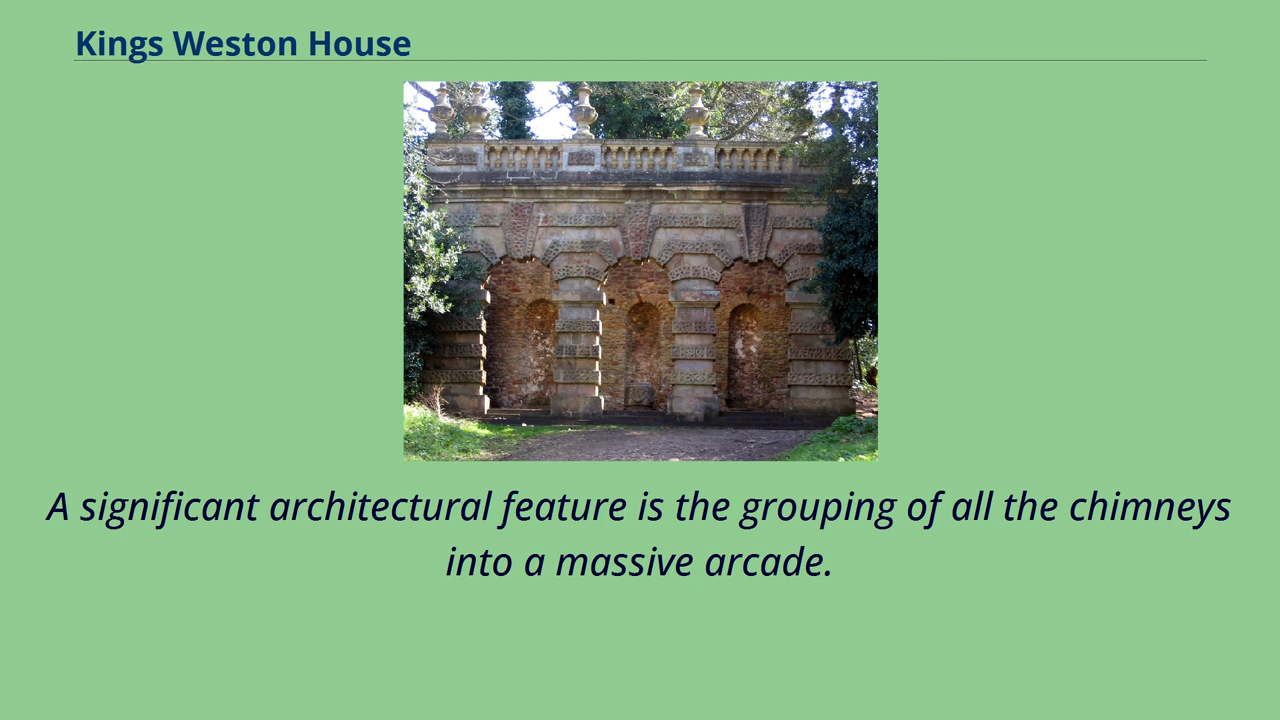 Kings Weston House
A significant architectural feature is the grouping of all the chimneys
into a massive arcade.